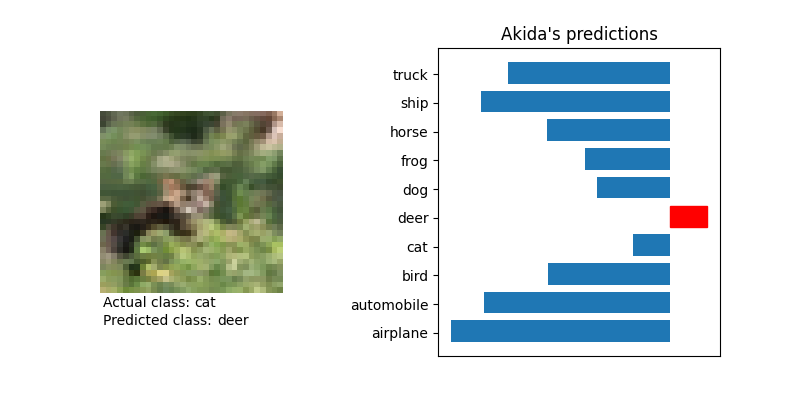 Actual class: cat
Predicted class: deer
Akida's predictions
truck
ship
horse
frog
dog
deer
cat
bird
automobile
airplane